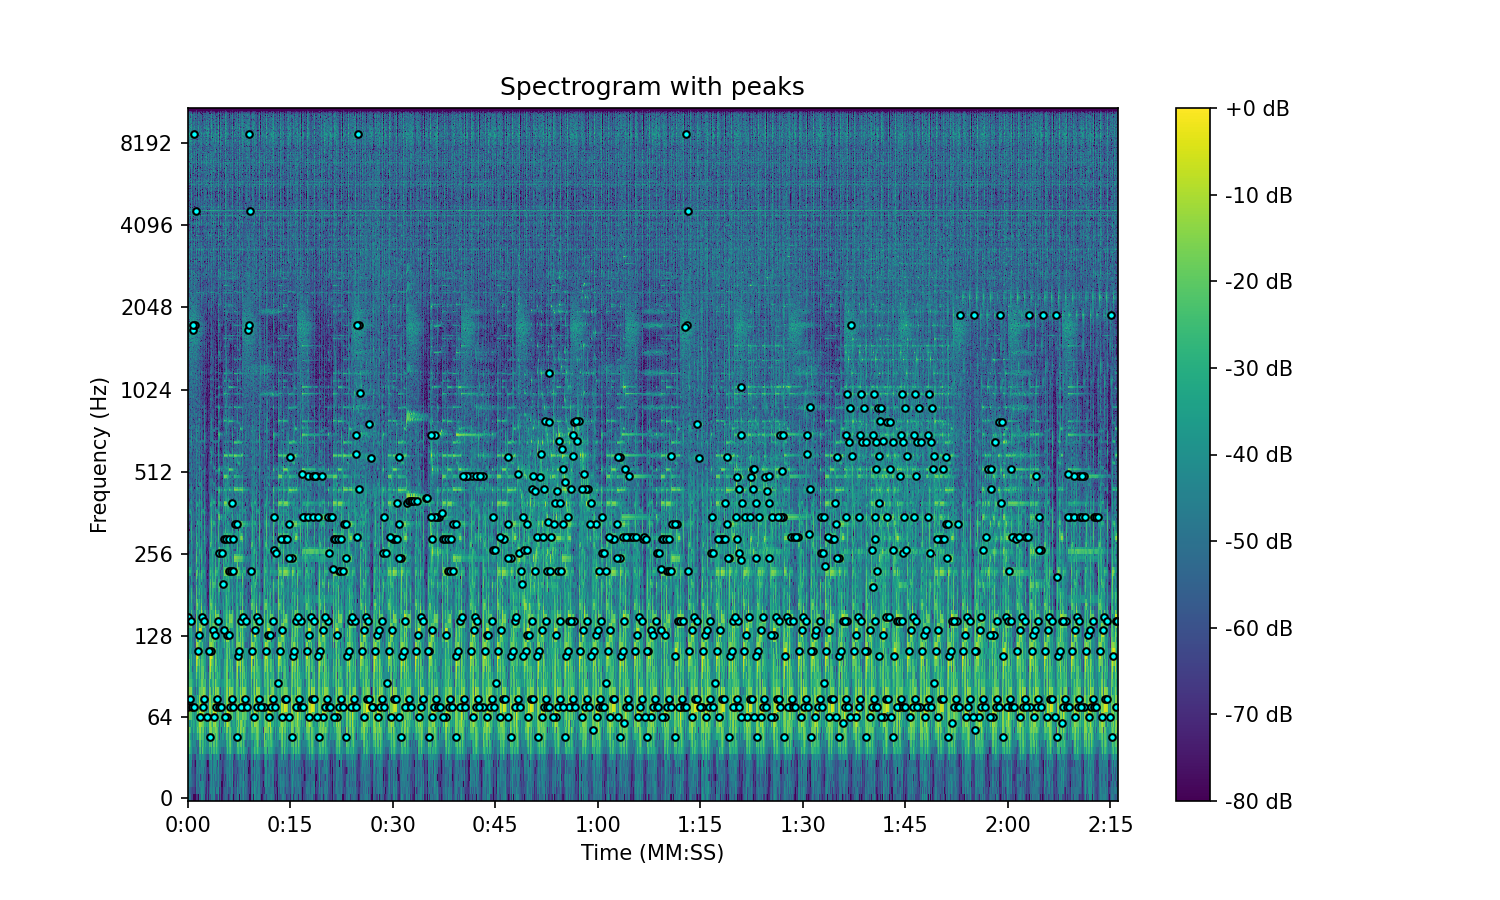 Spectrogram with peaks
Frequency (Hz)
8192
4096
2048
1024
512
256
128
64
0
0:00 0:15 0:30 0:45 1:00 1:15 1:30 1:45 2:00 2:15
Time (MM:SS)
+0 dB
-10 dB
-20 dB
-30 dB
-40 dB
-50 dB
-60 dB
-70 dB
-80 dB